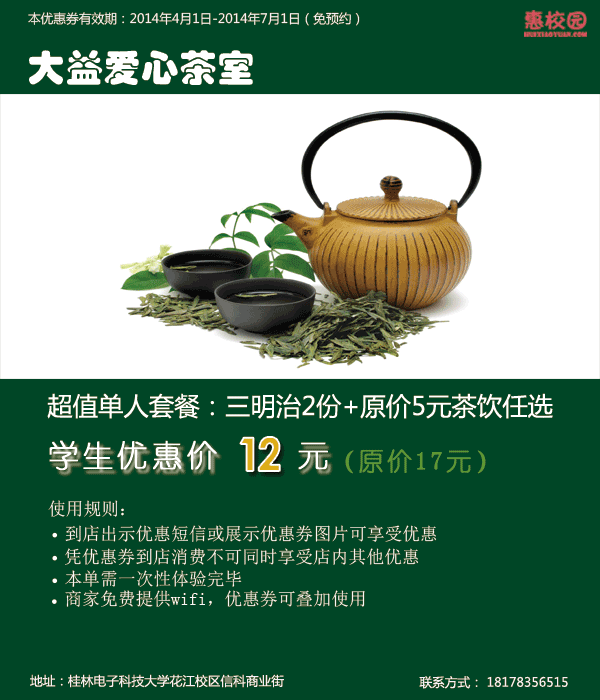 本优惠券有效期：2014年4月1日-2014年7月1日（免预约）
惠校园
HUIXIAOYUAN.COM
大益爱心茶室
超值单人套餐：三明治2份+原价5元茶饮任选
学生优惠价 12 元（原价17元）
使用规则：
• 到店出示优惠短信或展示优惠券图片可享受优惠
• 凭优惠券到店消费不可同时享受店内其他优惠
• 本单需一次性体验完毕
• 商家免费提供wifi，优惠券可叠加使用
地址：桂林电子科技大学花江校区信科商业街
联系方式： 18178356515